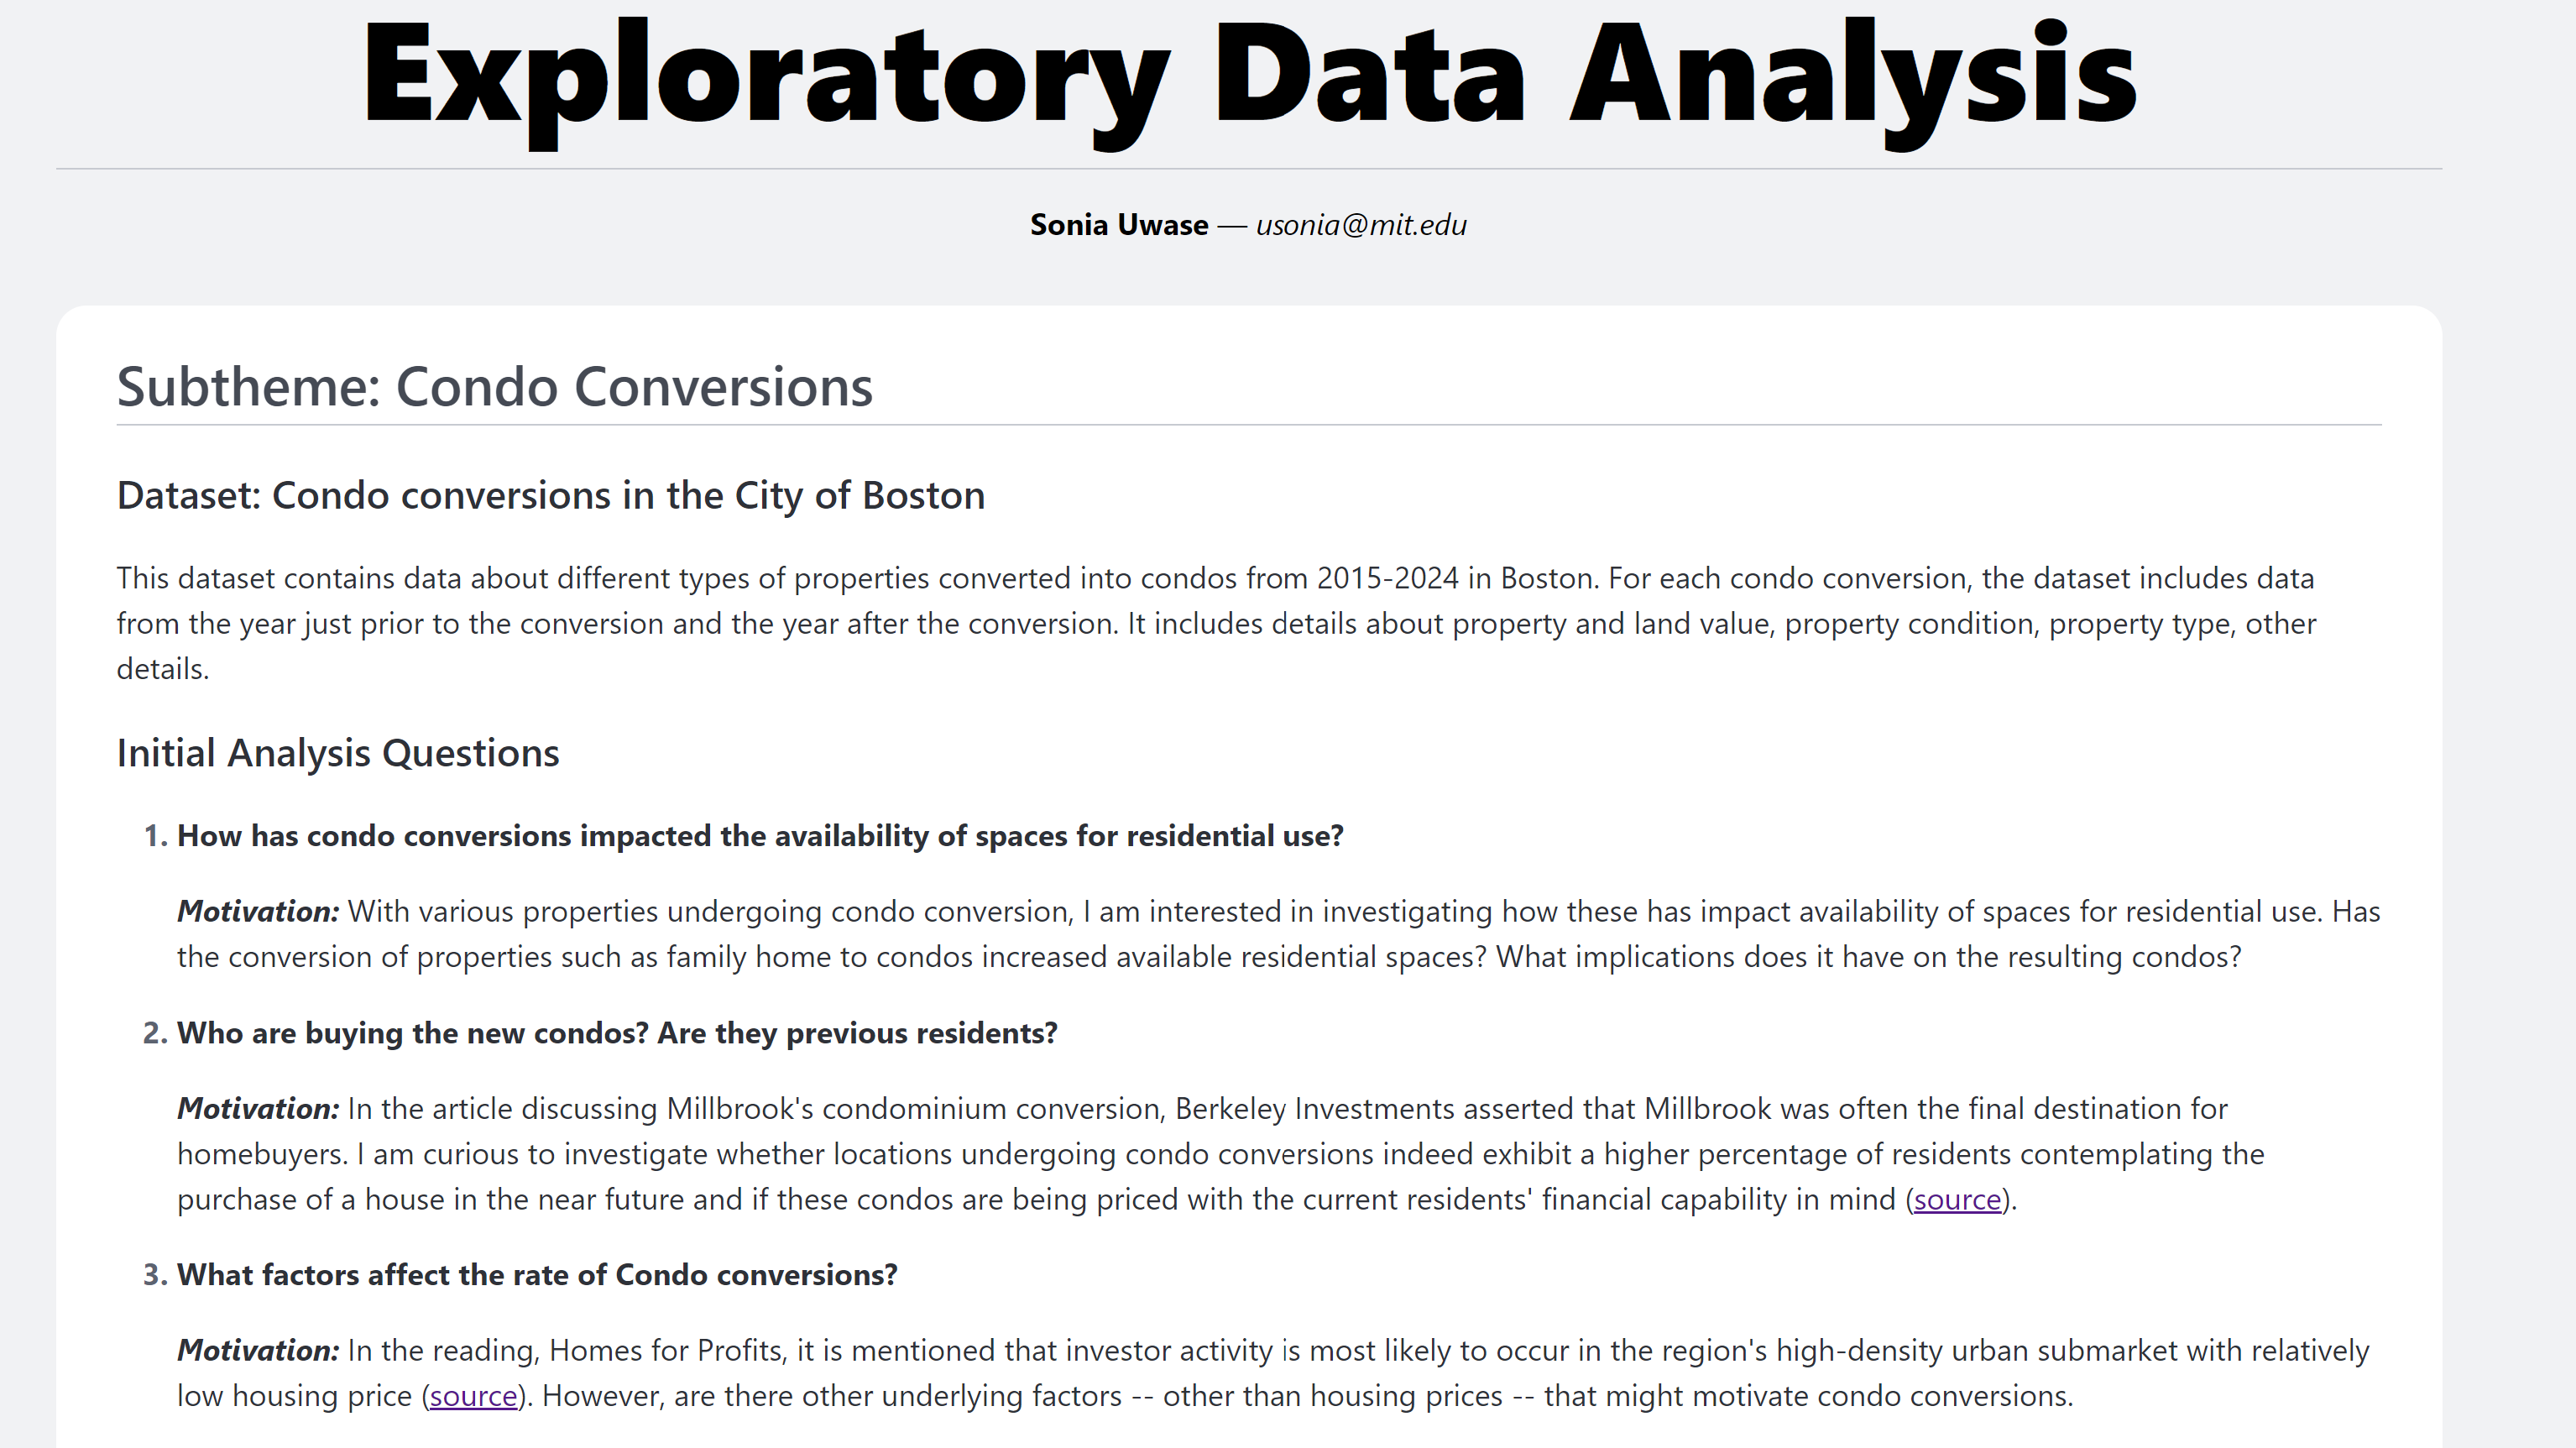 Exploratory Data Analysis
Sonia Uwase — usonia@mit.edu
Subtheme: Condo Conversions
Dataset: Condo conversions in the City of Boston
This dataset contains data about different types of properties converted into condos from 2015-2024 in Boston. For each condo conversion, the dataset includes data
from the year just prior to the conversion and the year after the conversion. It includes details about property and land value, property condition, property type, other
details.
Initial Analysis Questions
1. How has condo conversions impacted the availability of spaces for residential use?
Motivation: With various properties undergoing condo conversion, I am interested in investigating how these has impact availability of spaces for residential use. Has
the conversion of properties such as family home to condos increased available residential spaces? What implications does it have on the resulting condos?
2. Who are buying the new condos? Are they previous residents?
Motivation: In the article discussing Millbrook's condominium conversion, Berkeley Investments asserted that Millbrook was often the final destination for
homebuyers. I am curious to investigate whether locations undergoing condo conversions indeed exhibit a higher percentage of residents contemplating the
purchase of a house in the near future and if these condos are being priced with the current residents' financial capability in mind (source).
3. What factors affect the rate of Condo conversions?
Motivation: In the reading, Homes for Profits, it is mentioned that investor activity is most likely to occur in the region's high-density urban submarket with relatively
low housing price (source). However, are there other underlying factors -- other than housing prices -- that might motivate condo conversions.